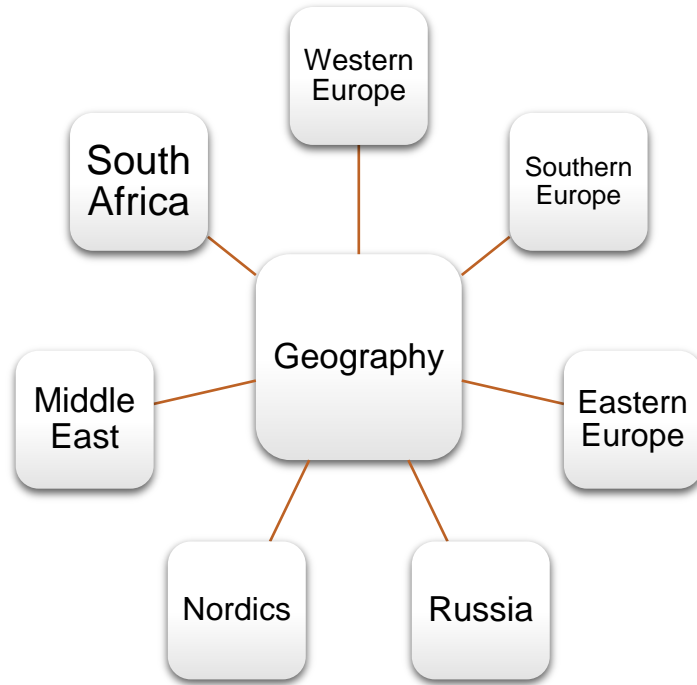 Western
Europe
South
Africa
Southern
Europe
Geography
Middle
East
Eastern
Europe
Nordics
Russia